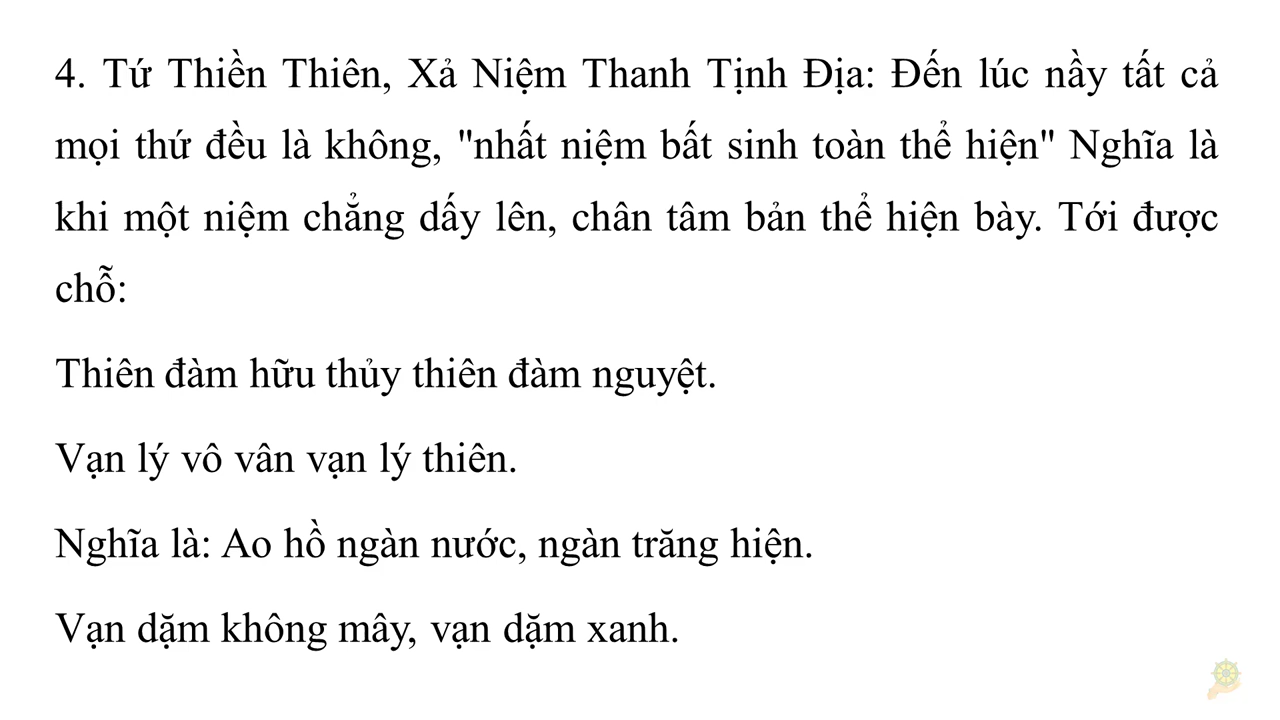 4. Tứ Thiền Thiên, Xả Niệm Thanh Tịnh Địa: Đến lúc nầy tất cả
mọi thứ đều là không, "nhất niệm bất sinh toàn thể hiện" Nghĩa là
khi một niệm chẳng dấy lên, chân tâm bản thể hiện bày. Tới được
chỗ:
Thiên đàm hữu thủy thiên đàm nguyệt.
Vạn lý vô vân vạn lý thiên.
Nghĩa là: Ao hồ ngàn nước, ngàn trăng hiện.
Vạn dặm không mây, vạn dặm xanh.